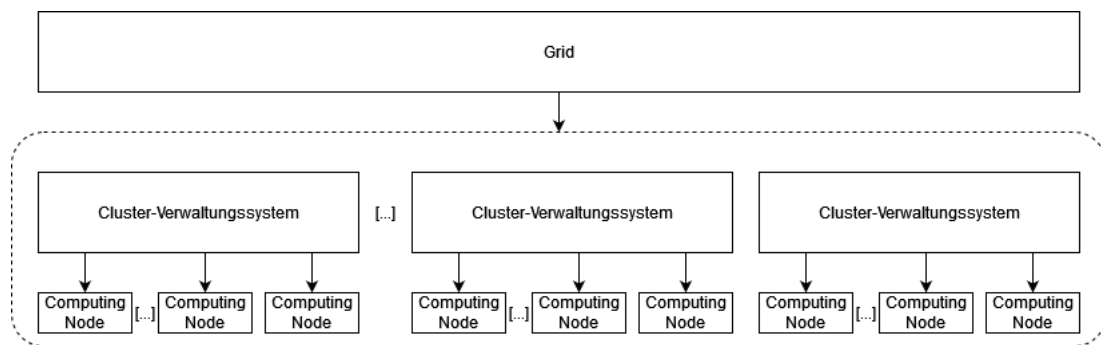 Grid
Cluster-Verwaltungssystem
[...]
Cluster-Verwaltungssystem
Cluster-Verwaltungssystem
Computing
Node
[...]
Computing
Node
Computing
Node
Computing
Node
[...]
Computing
Node
Computing
Node
Computing
Node
[...]
Computing
Node
Computing
Node